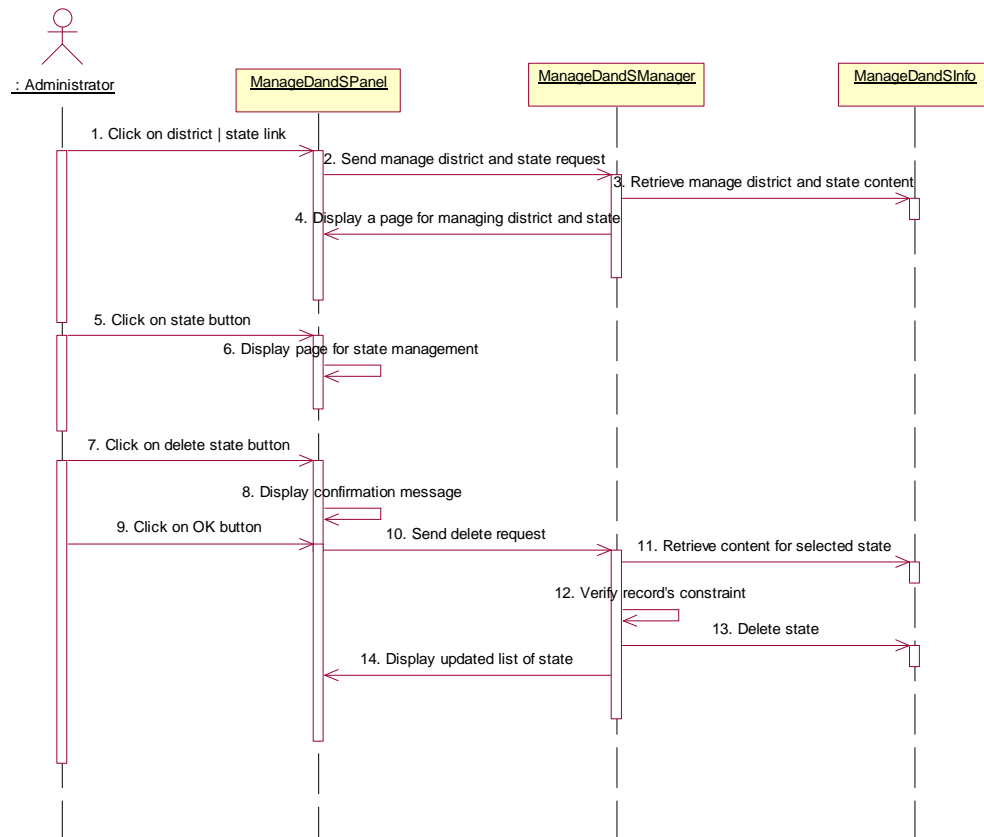 : Administrator
ManageDandSPanel
ManageDandSManager
ManageDandSInfo
1. Click on district | state link
2. Send manage district and state request
3. Retrieve manage district and state content
4. Display a page for managing district and state
5. Click on state button
6. Display page for state management
7. Click on delete state button
8. Display confirmation message
9. Click on OK button
10. Send delete request
11. Retrieve content for selected state
12. Verify record's constraint
13. Delete state
14. Display updated list of state